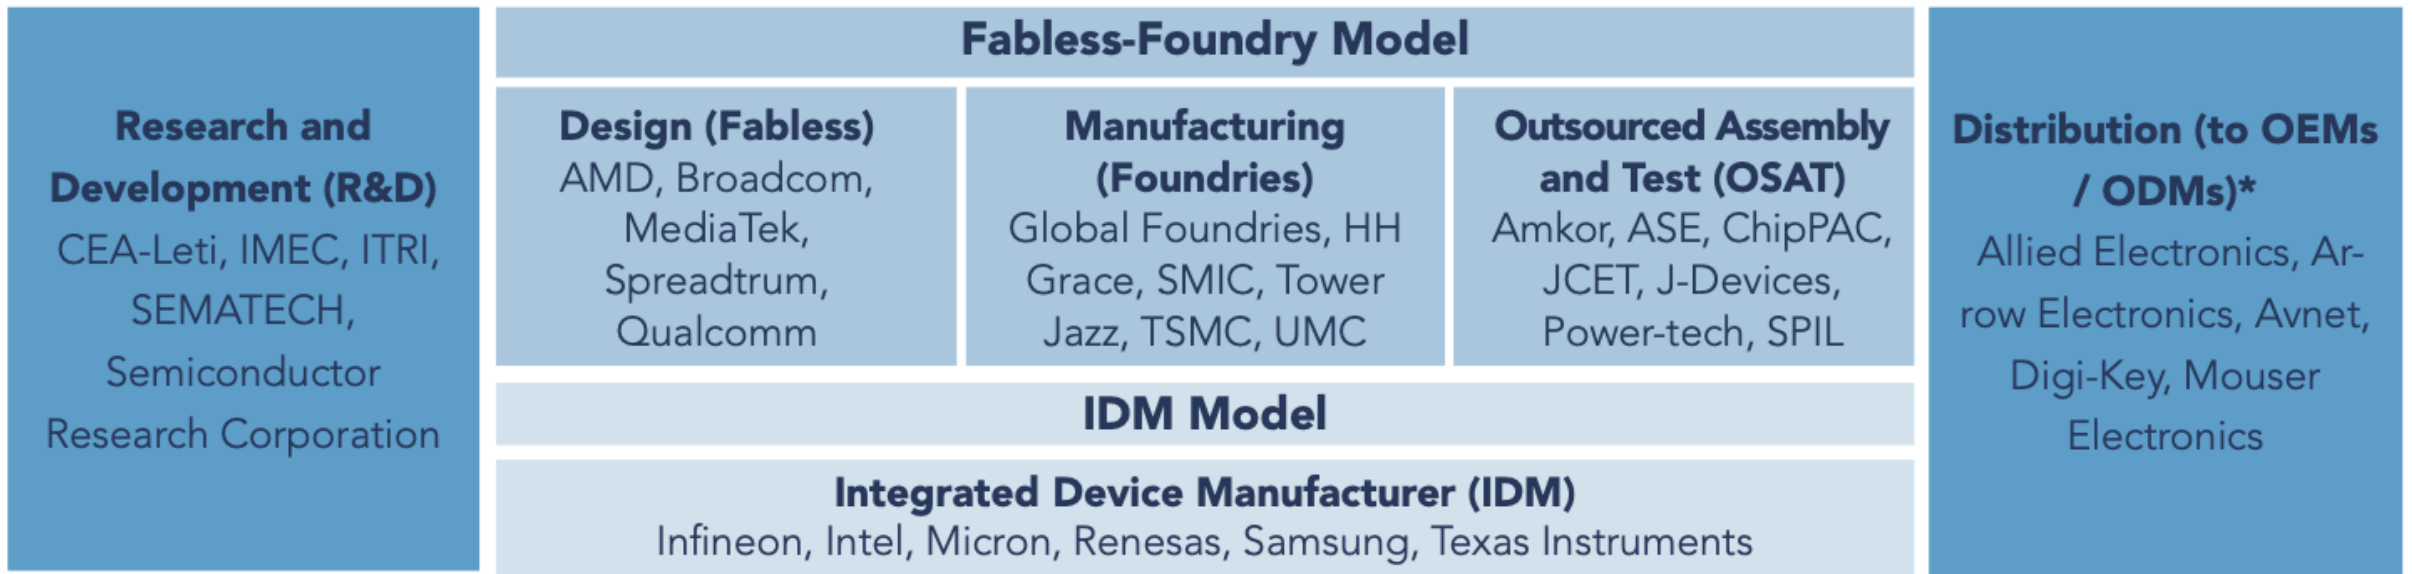 Research and
Development (R&D)
CEA-Leti, IMEC, ITRI,
SEMATECH,
Semiconductor
Research Corporation
Fabless-Foundry Model
Design (Fabless)
AMD, Broadcom,
MediaTek,
Spreadtrum,
Qualcomm
Manufacturing
(Foundries)
Global Foundries, HH
Grace, SMIC, Tower
Jazz, TSMC, UMC
Outsourced Assembly
and Test (OSAT)
Amkor, ASE, ChipPAC,
JCET, J-Devices,
Power-tech, SPIL
IDM Model
Integrated Device Manufacturer (IDM)
Infineon, Intel, Micron, Renesas, Samsung, Texas Instruments
Distribution (to OEMs
/ ODMs)*
Allied Electronics, Ar-
row Electronics, Avnet,
Digi-Key, Mouser
Electronics